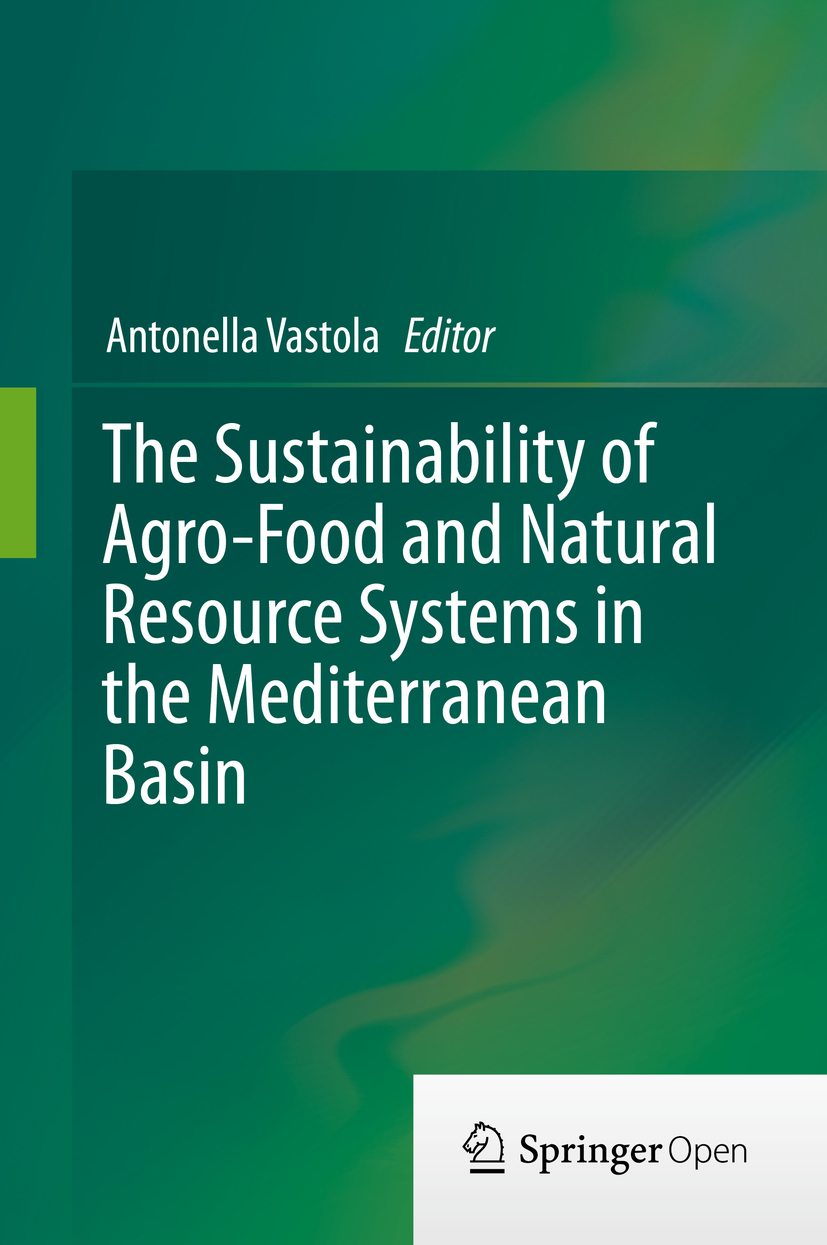 Antonella Vastola Editor
The Sustainability of
Agro-Food and Natural
Resource Systems in
the Mediterranean
Basin
Springer Open